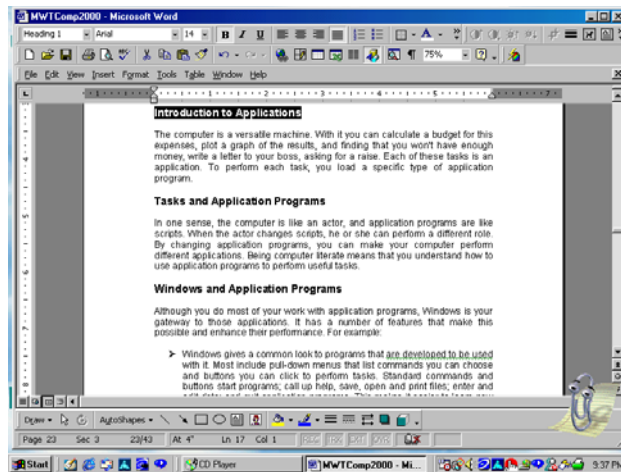 MWTComp2000 - Microsoft Word
Heading 1 Arial 14 B I U
75%
File Edit View Insert Format Tools Table Window Help
Introduction to Applications
The computer is a versatile machine. With it you can calculate a budget for this
expenses, plot a graph of the results, and finding that you won't have enough
money, write a letter to your boss, asking for a raise. Each of these tasks is an
application. To perform each task, you load a specific type of application
program.
Tasks and Application Programs
In one sense, the computer is like an actor, and application programs are like
scripts. When the actor changes scripts, he or she can perform a different role.
By changing application programs, you can make your computer perform
different applications. Being computer literate means that you understand how to
use application programs to perform useful tasks.
Windows and Application Programs
Although you do most of your work with application programs, Windows is your
gateway to those applications. It has a number of features that make this
possible and enhance their performance. For example:
Windows gives a common look to programs that are developed to be used
with it. Most include pull-down menus that list commands you can choose
and buttons you can click to perform tasks. Standard commands and
buttons start programs; call up help, save, open and print files; enter and
Draw AutoShapes
Page 23 Sec 3 23/43 At 4" Ln 17 Col 1 REC TRK EXT OVR
Start CD Player MWTComp2000 - Mi... 9:37 PM